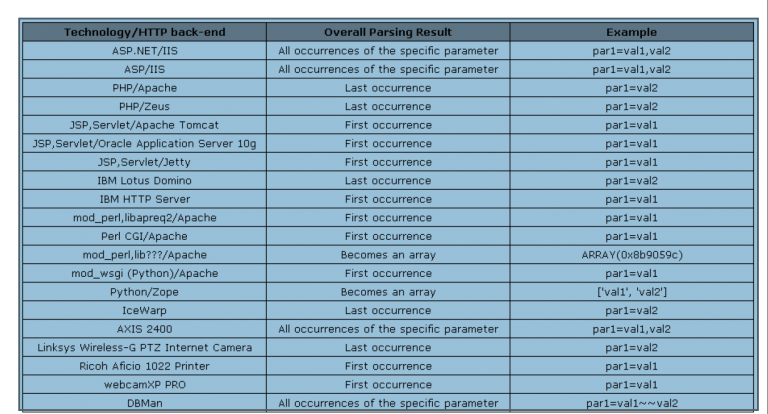 Technology/HTTP back-end Overall Parsing Result Example
ASP.NET/IIS All occurrences of the specific parameter par1=val1,val2
ASP/IIS All occurrences of the specific parameter par1=val1,val2
PHP/Apache Last occurrence par1=val2
PHP/Zeus Last occurrence par1=val2
JSP,Servlet/Apache Tomcat First occurrence par1=val1
JSP,Servlet/Oracle Application Server 10g First occurrence par1=val1
JSP,Servlet/Jetty First occurrence par1=val1
IBM Lotus Domino Last occurrence par1=val2
IBM HTTP Server First occurrence par1=val1
mod_perl,libapreq2/Apache First occurrence par1=val1
Perl CGI/Apache First occurrence par1=val1
mod_perl,lib???/Apache Becomes an array ARRAY(0x8b9059c)
mod_wsgi (Python)/Apache First occurrence par1=val1
Python/Zope Becomes an array ['val1', 'val2']
IceWarp Last occurrence par1=val2
AXIS 2400 All occurrences of the specific parameter par1=val1,val2
Linksys Wireless-G PTZ Internet Camera Last occurrence par1=val2
Ricoh Aficio 1022 Printer First occurrence par1=val1
webcamXP PRO First occurrence par1=val1
DBMan All occurrences of the specific parameter par1=val1~~val2